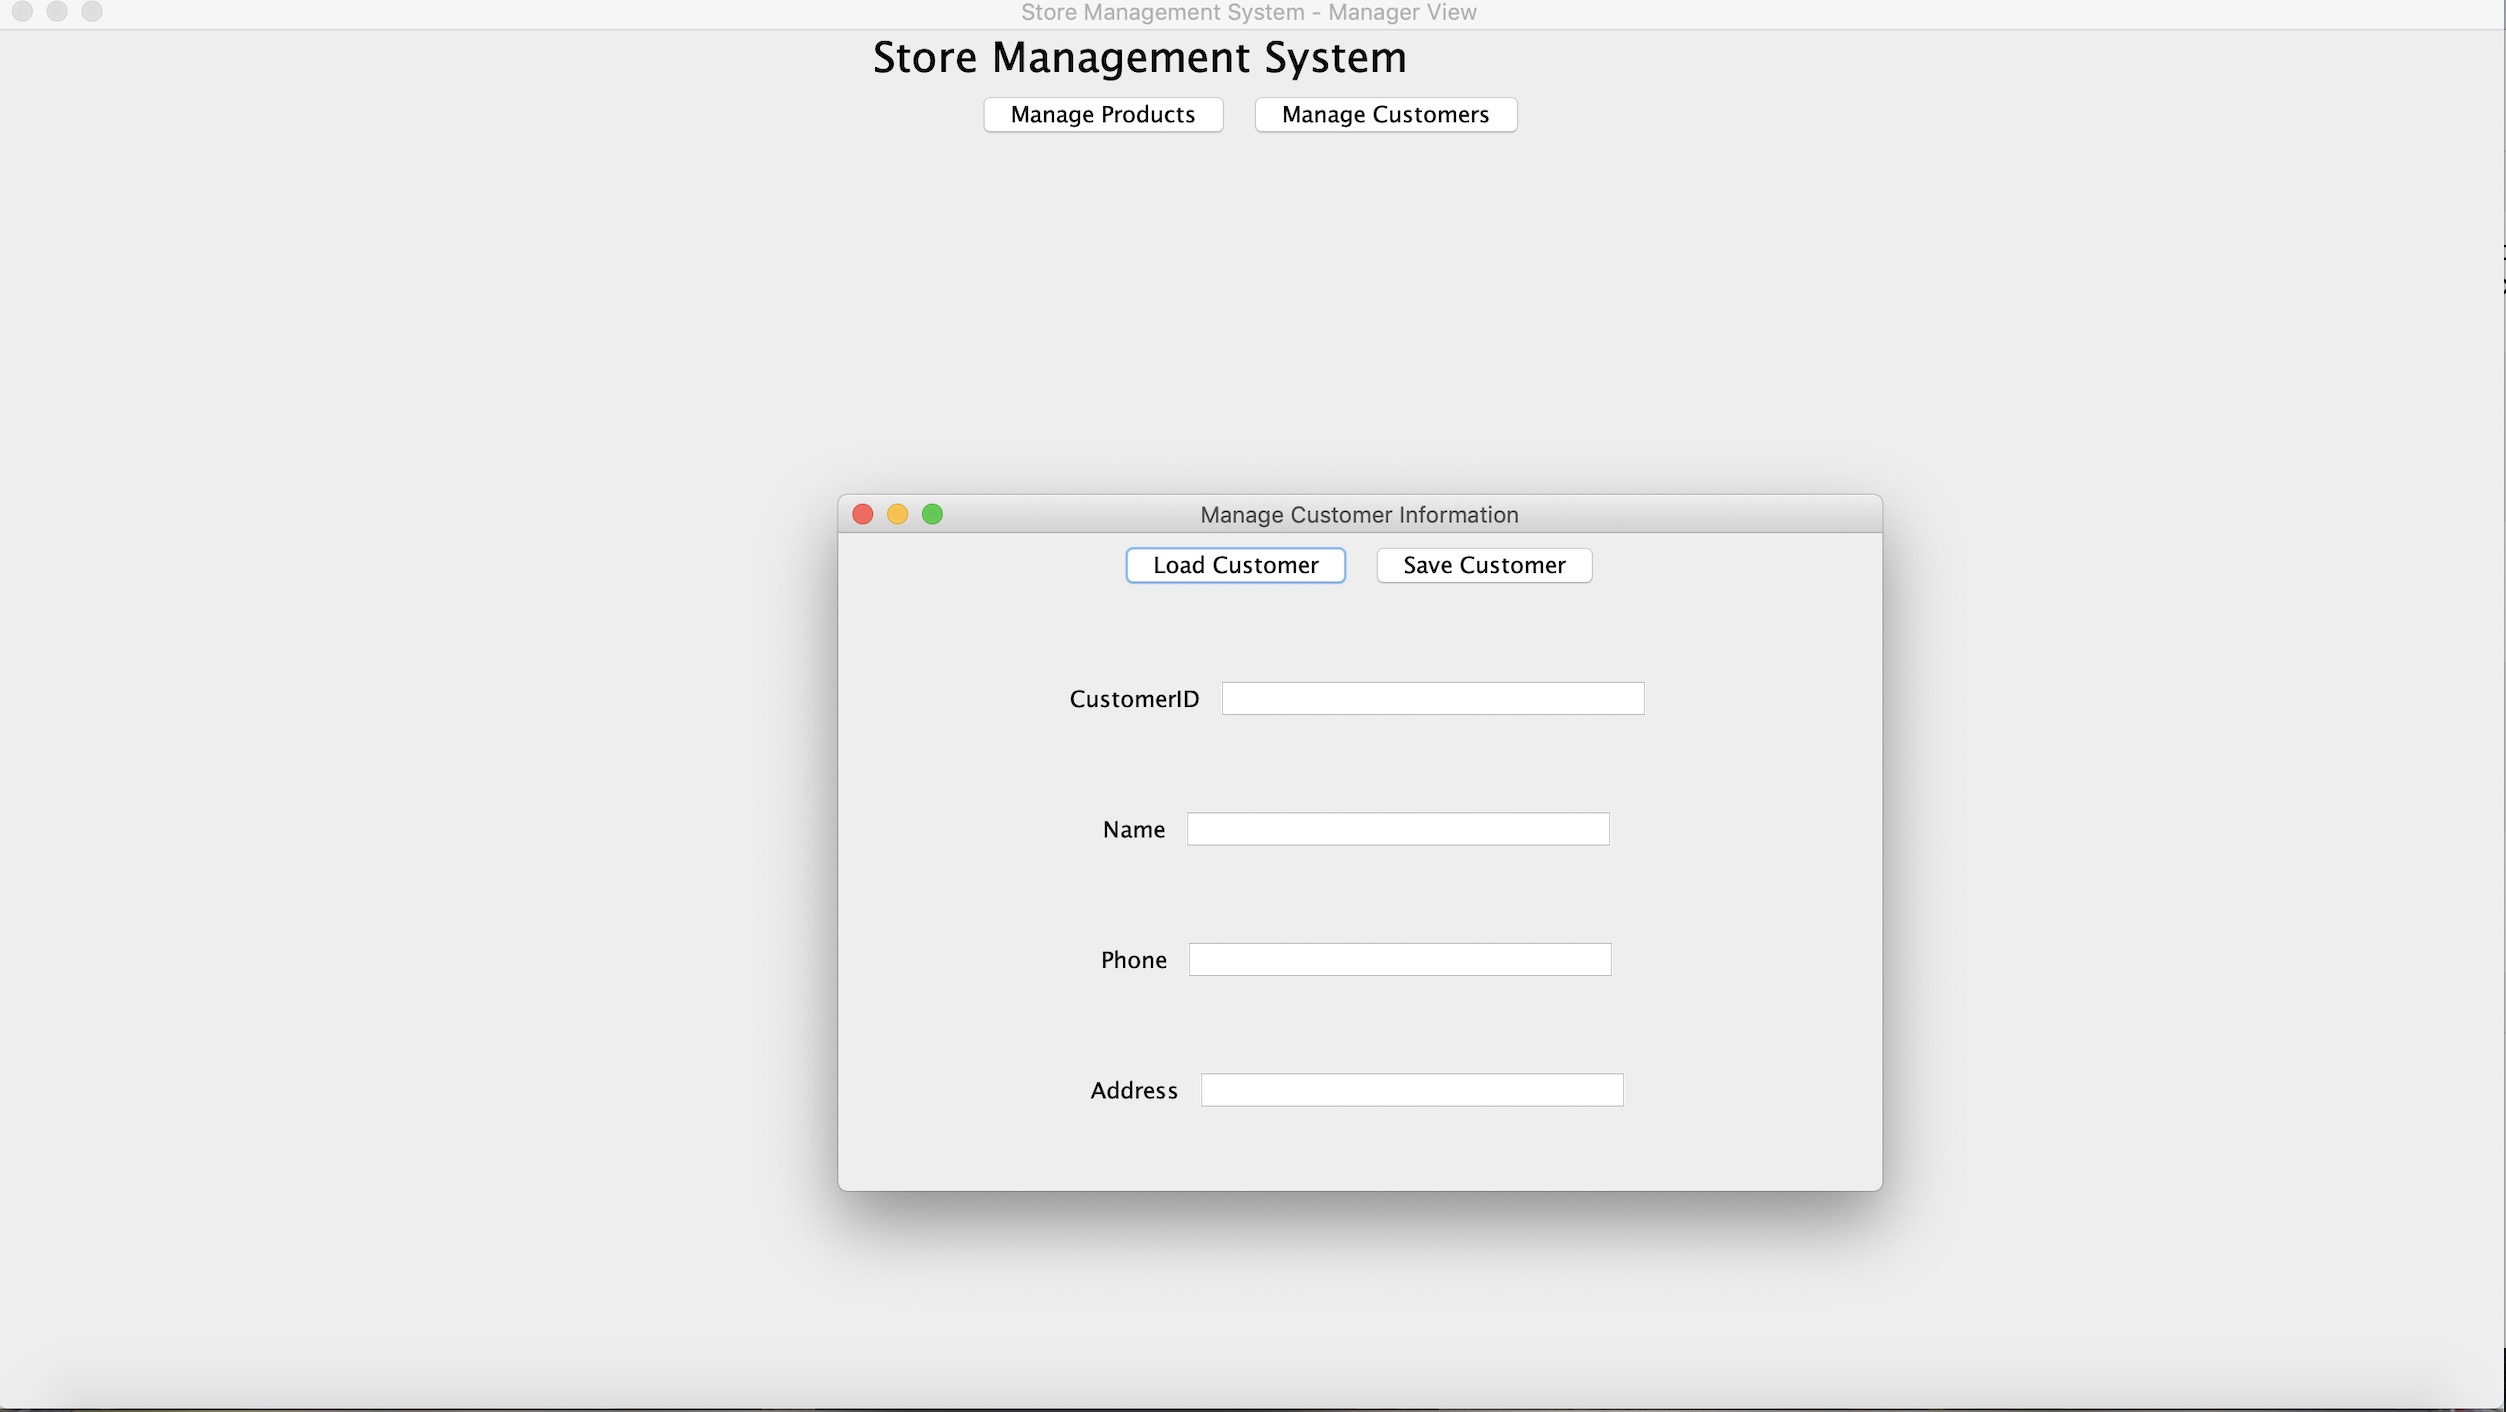 Store Management System - Manager View
Store Management System
Manage Products Manage Customers
Manage Customer Information
Load Customer Save Customer
CustomerID
Name
Phone
Address